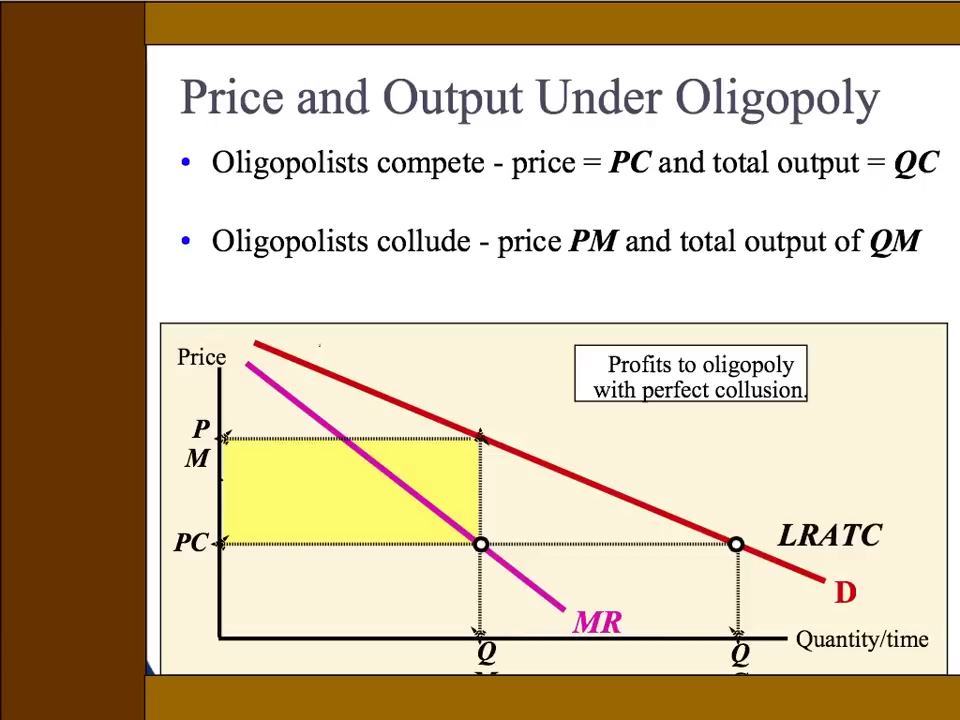 Price and Output Under Oligopoly
• Oligopolists compete - price = PC and total output = QC
• Oligopolists collude - price PM and total output of QM
Price
Profits to oligopoly
with perfect collusion.
P
M
PC
LRATC
D
MR
Quantity/time
Q
Q